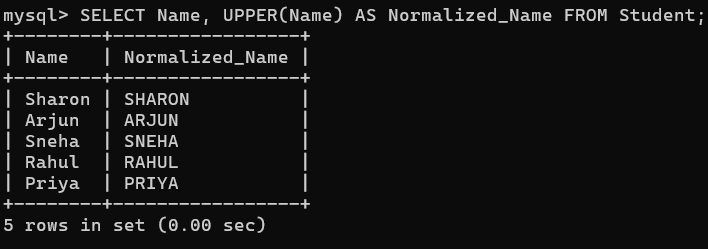 mysql> SELECT Name, UPPER(Name) AS Normalized_Name FROM Student;
+--------+-----------------+
| Name   | Normalized_Name |
+--------+-----------------+
| Sharon | SHARON          |
| Arjun  | ARJUN           |
| Sneha  | SNEHA           |
| Rahul  | RAHUL           |
| Priya  | PRIYA           |
+--------+-----------------+
5 rows in set (0.00 sec)